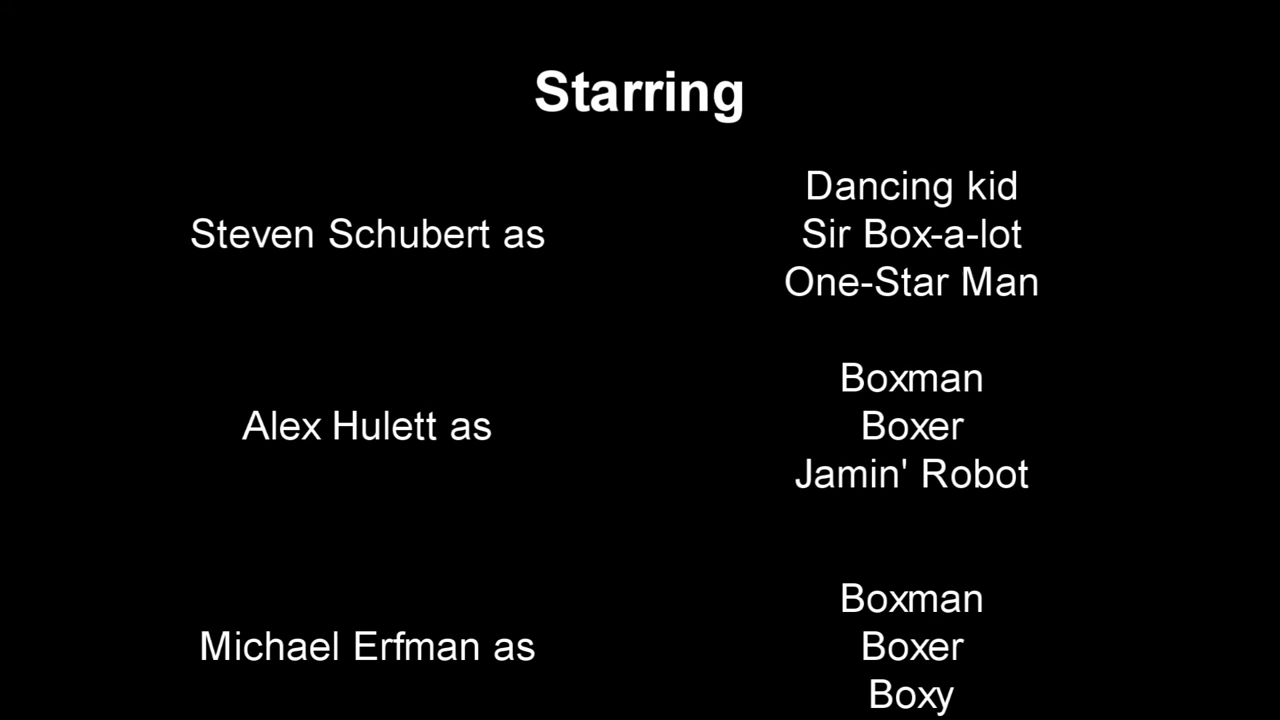 Starring
Dancing kid
Steven Schubert as
Sir Box-a-lot
One-Star Man
Boxman
Alex Hulett as
Boxer
Jamin' Robot
Boxman
Michael Erfman as
Boxer
Boxy